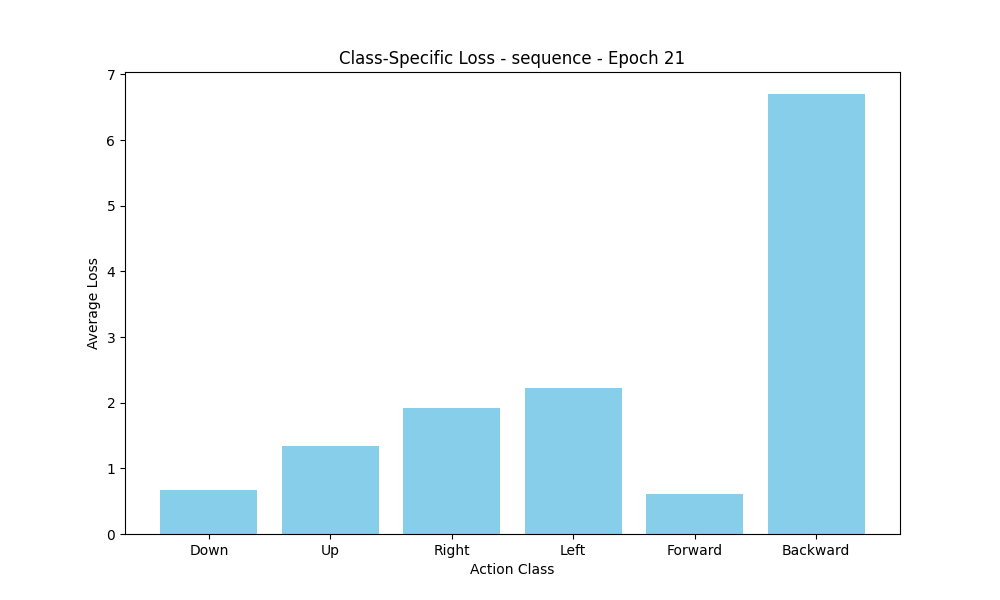 Class-Specific Loss - sequence - Epoch 21
7
6
5
4
3
2
1
0
Average Loss
Down Up Right Left Forward Backward
Action Class